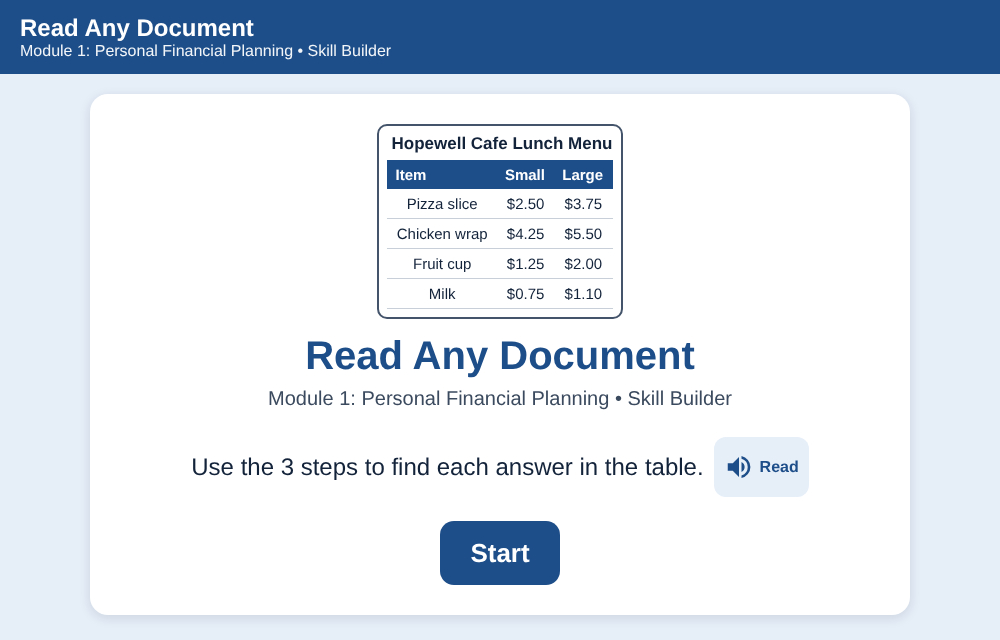 Read Any Document
Module 1: Personal Financial Planning • Skill Builder
Hopewell Cafe Lunch Menu
Item Small Large
Pizza slice $2.50 $3.75
Chicken wrap $4.25 $5.50
Fruit cup $1.25 $2.00
Milk $0.75 $1.10
Read Any Document
Module 1: Personal Financial Planning • Skill Builder
Use the 3 steps to find each answer in the table. Read
Start